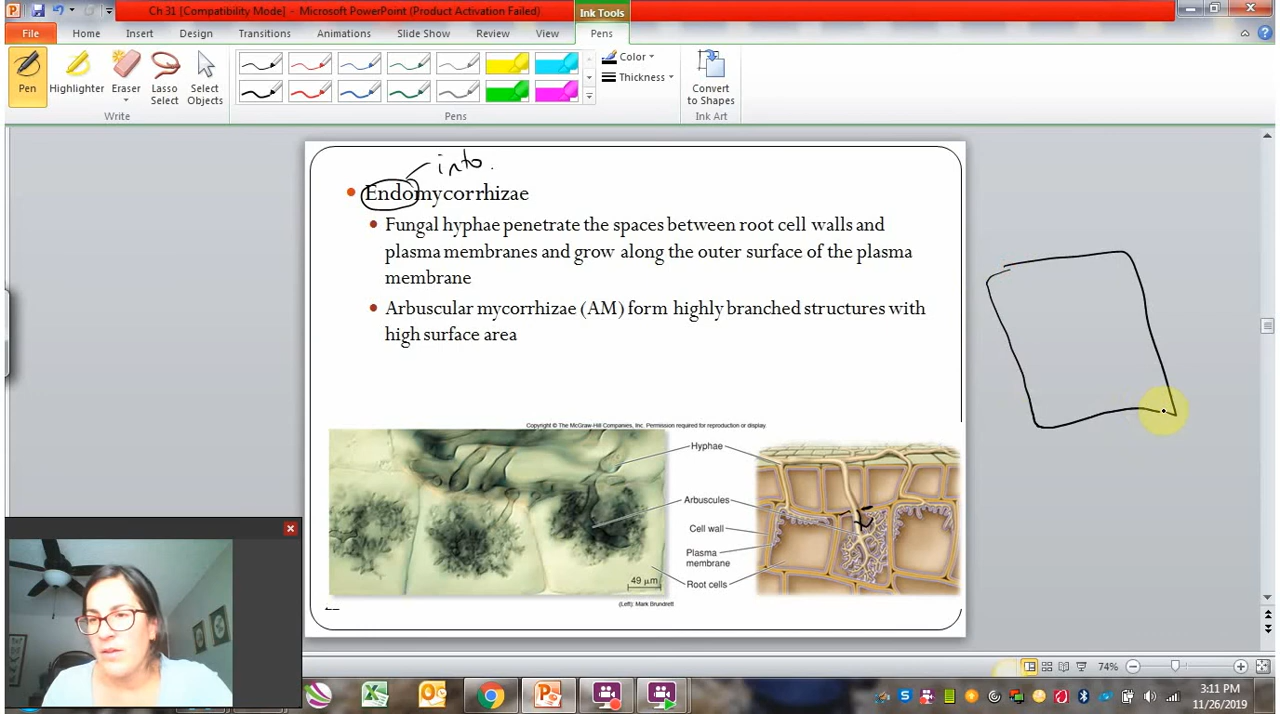 Ch 31 [Compatibility Mode] - Microsoft PowerPoint (Product Activation Failed)
Ink Tools
File Home Insert Design Transitions Animations Slide Show Review View Pens
Pen
Highlighter
Eraser
Lasso Select
Select Objects
Color
Thickness
Convert to Shapes
Write
Pens
Ink Art
into.
Endomycorrhizae
Fungal hyphae penetrate the spaces between root cell walls and
plasma membranes and grow along the outer surface of the plasma
membrane
Arbuscular mycorrhizae (AM) form highly branched structures with
high surface area
Copyright © The McGraw-Hill Companies, Inc. Permission required for reproduction or display.
Hyphae
Arbuscules
Cell wall
Plasma
membrane
Root cells
49 µm
(Left): Mark Brundrett
74%
3:11 PM
11/26/2019